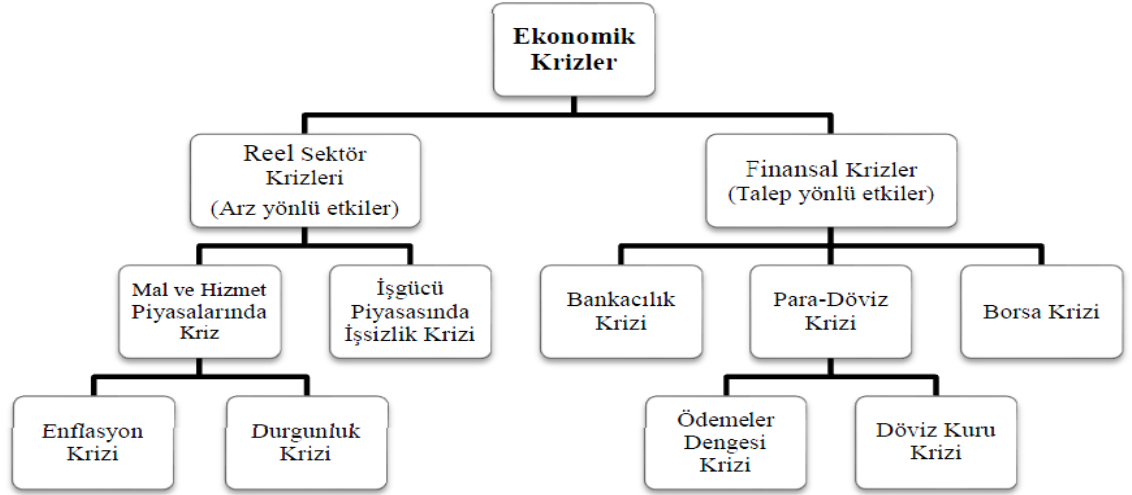 Ekonomik
Krizler
Reel Sektör
Krizleri
(Arz yönlü etkiler)
Finansal Krizler
(Talep yönlü etkiler)
Mal ve Hizmet
Piyasalarında
Kriz
İşgücü
Piyasasında
İşsizlik Krizi
Bankacılık
Krizi
Para-Döviz
Krizi
Borsa Krizi
Enflasyon
Krizi
Durgunluk
Krizi
Ödemeler
Dengesi
Krizi
Döviz Kuru
Krizi